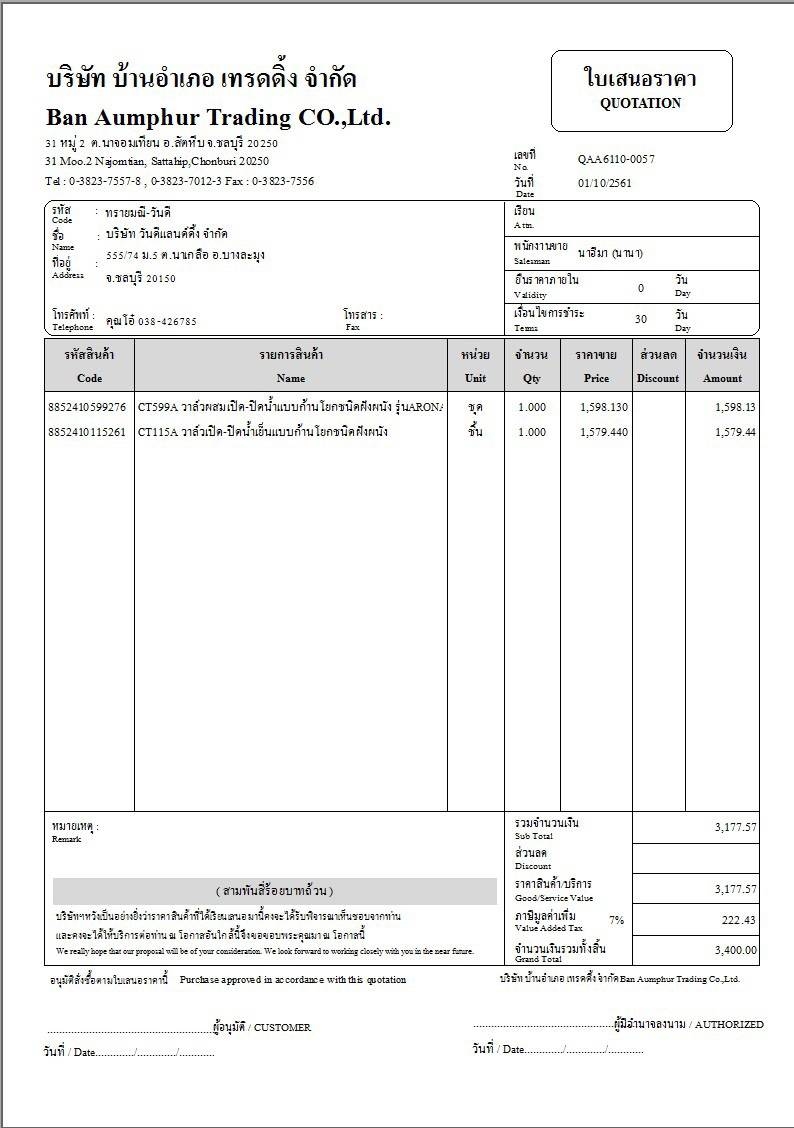 บริษัท บ้านอำเภอ เทรดดิ้ง จำกัด
Ban Aumphur Trading CO.,Ltd.
31 หมู่ 2 ต.นาจอมเทียน อ.สัตหีบ จ.ชลบุรี 20250
31 Moo.2 Najomtian, Sattahip,Chonburi 20250
Tel : 0-3823-7557-8 , 0-3823-7012-3 Fax : 0-3823-7556
ใบเสนอราคา
QUOTATION
เลขที่ QAA6110-0057
No.
วันที่ 01/10/2561
Date
รหัส : ทรายมณี-วันดี
Code
ชื่อ : บริษัท วันดีแลนด์ดิ้ง จำกัด
Name
555/74 ม.5 ต.นาเกลือ อ.บางละมุง
ที่อยู่ :
Address
จ.ชลบุรี 20150
โทรศัพท์ : คุณโอ๋ 038-426785 โทรสาร :
Telephone Fax
เรียน
Attn.
พนักงานขาย นาฮีมา (นานา)
Salesman
ยืนราคาภายใน 0 วัน
Validity Day
เงื่อนไขการชำระ 30 วัน
Terms Day
รหัสสินค้า รายการสินค้า หน่วย จำนวน ราคาขาย ส่วนลด จำนวนเงิน
Code Name Unit Qty Price Discount Amount
8852410599276 CT599A วาล์วผสมเปิด-ปิดน้ำแบบก้านโยกชนิดฝังผนัง รุ่นARONA ชุด 1.000 1,598.130 1,598.13
8852410115261 CT115A วาล์วเปิด-ปิดน้ำเย็นแบบก้านโยกชนิดฝังผนัง ชิ้น 1.000 1,579.440 1,579.44
หมายเหตุ :
Remark
( สามพันสี่ร้อยบาทถ้วน )
บริษัทฯหวังเป็นอย่างยิ่งว่าราคาสินค้าที่ได้เรียนเสนอมานี้คงจะได้รับพิจารณาเห็นชอบจากท่าน
และคงจะได้ให้บริการต่อท่าน ณ โอกาสอันใกล้นี้จึงขอขอบพระคุณมา ณ โอกาสนี้
We really hope that our proposal will be of your consideration. We look forward to working closely with you in the near future.
รวมจำนวนเงิน 3,177.57
Sub Total
ส่วนลด
Discount
ราคาสินค้า/บริการ 3,177.57
Good/Service Value
ภาษีมูลค่าเพิ่ม 7% 222.43
Value Added Tax
จำนวนเงินรวมทั้งสิ้น 3,400.00
Grand Total
อนุมัติสั่งซื้อตามใบเสนอราคานี้ Purchase approved in accordance with this quotation
บริษัท บ้านอำเภอ เทรดดิ้ง จำกัด Ban Aumphur Trading Co.,Ltd.
........................................................ผู้อนุมัติ / CUSTOMER
วันที่ / Date............./............./............
................................................ผู้มีอำนาจลงนาม / AUTHORIZED
วันที่ / Date............./............./............